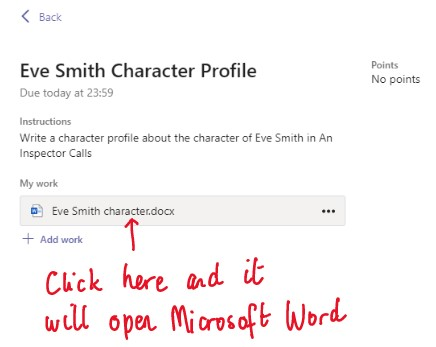 Back
Eve Smith Character Profile
Due today at 23:59
Points
No points
Instructions
Write a character profile about the character of Eve Smith in An
Inspector Calls
My work
Eve Smith character.docx
Add work
Click here and it
will open Microsoft Word